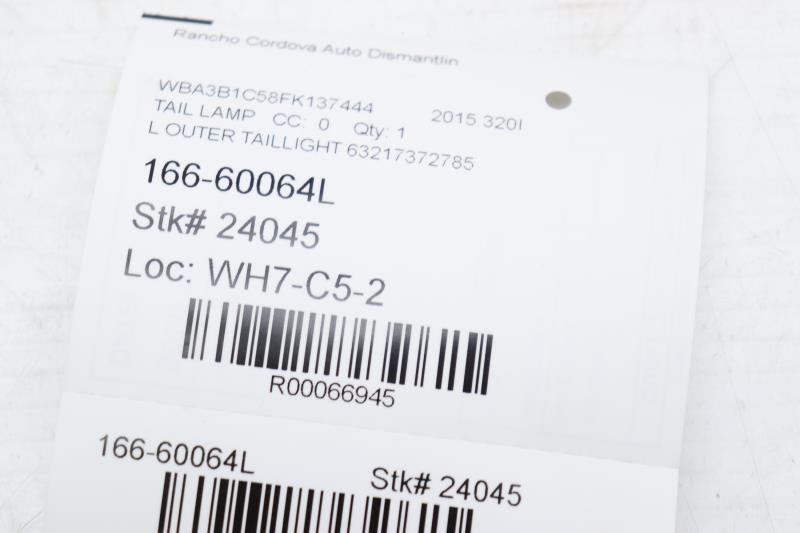 Rancho Cordova Auto Dismantlin
WBA3B1C58FK137444 2015 320I
TAIL LAMP CC: 0 Qty: 1
L OUTER TAILLIGHT 63217372785
166-60064L
Stk# 24045
Loc: WH7-C5-2
R00066945
166-60064L Stk# 24045